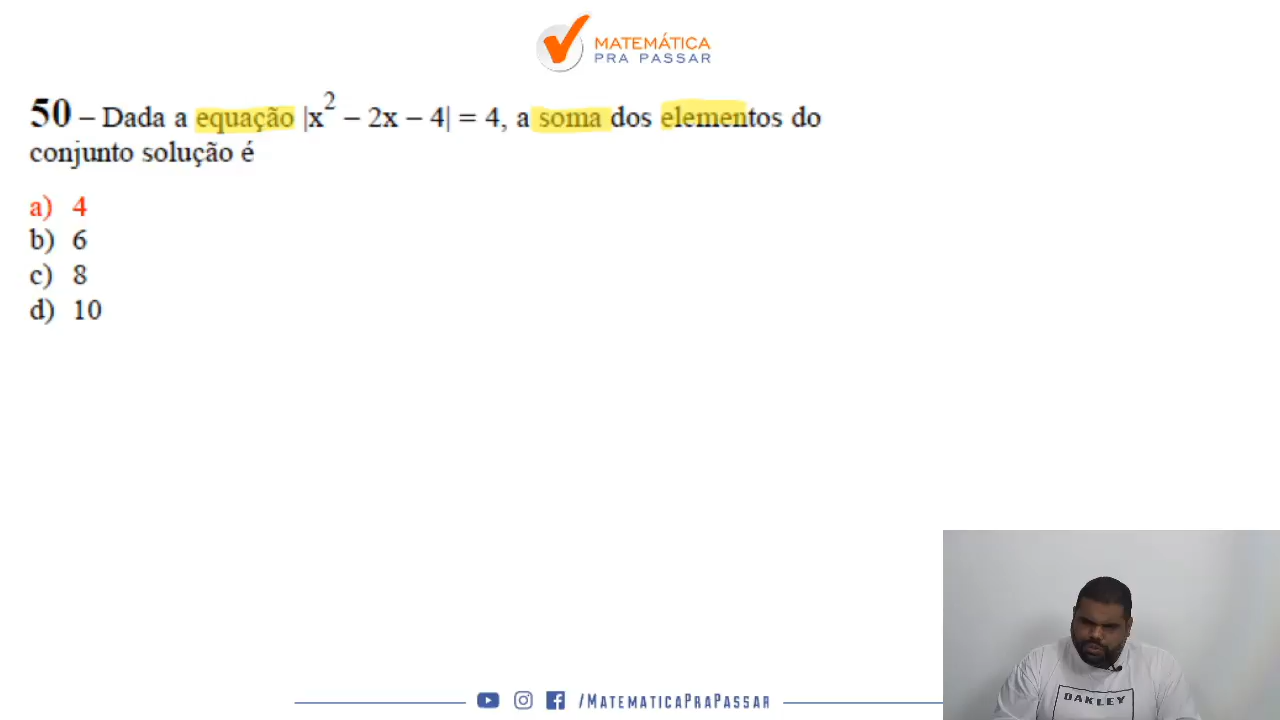 MATEMÁTICA
PRA PASSAR
50 – Dada a equação |x² – 2x – 4| = 4, a soma dos elementos do
conjunto solução é
a) 4
b) 6
c) 8
d) 10
OAKLEY
/MATEMATICAPRAPASSAR